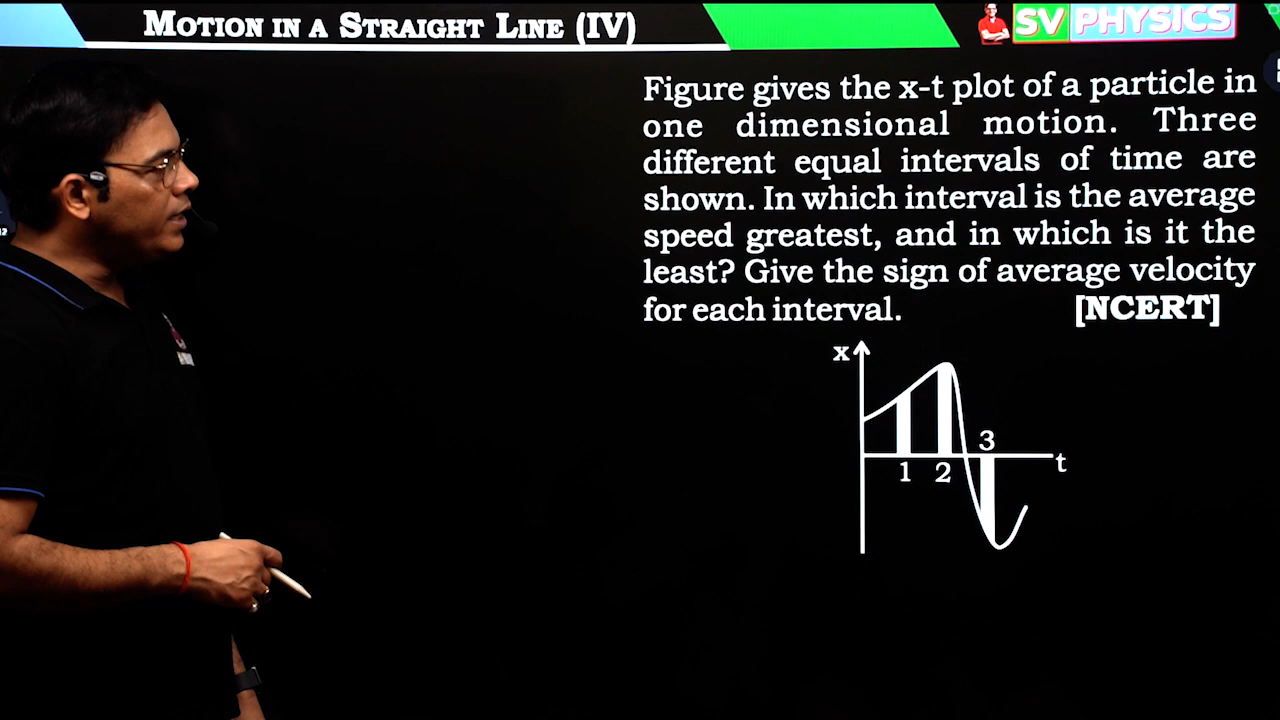 MOTION IN A STRAIGHT LINE (IV)
SV PHYSICS
Figure gives the x-t plot of a particle in
one dimensional motion. Three
different equal intervals of time are
shown. In which interval is the average
speed greatest, and in which is it the
least? Give the sign of average velocity
for each interval. [NCERT]
x
3
t
1 2